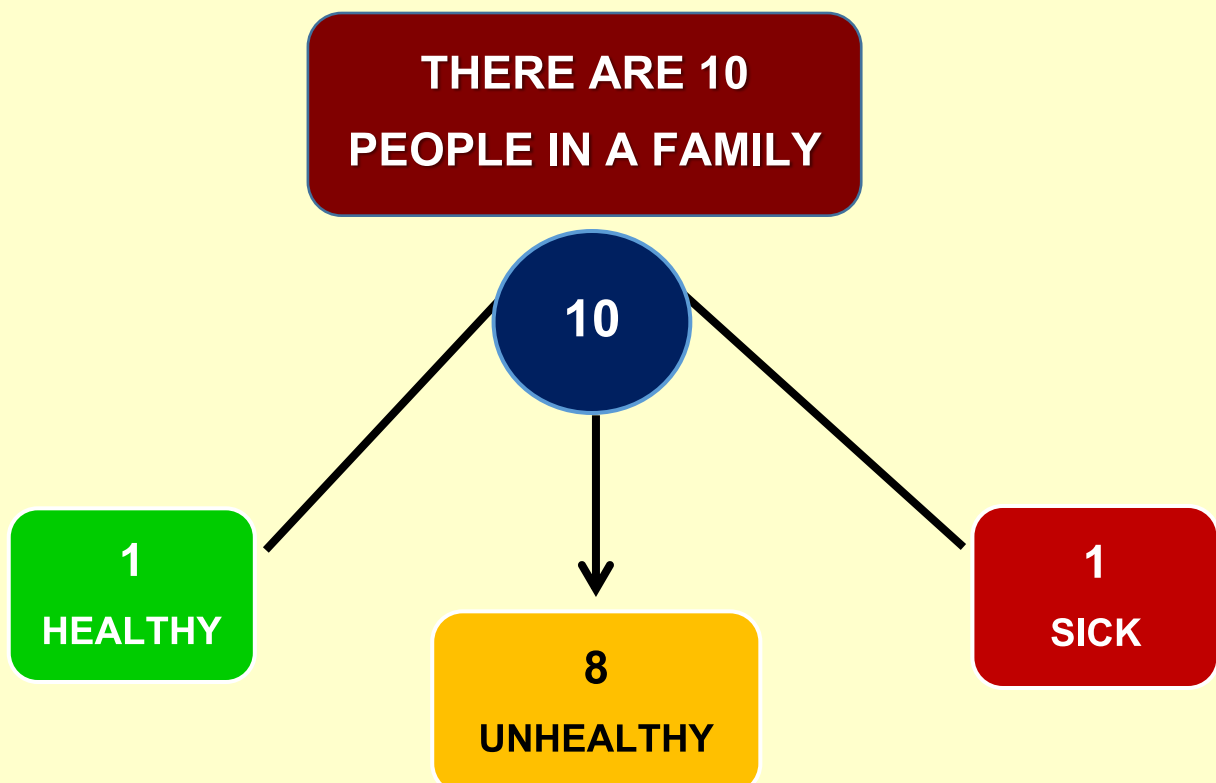 THERE ARE 10
PEOPLE IN A FAMILY
10
1
HEALTHY
8
UNHEALTHY
1
SICK